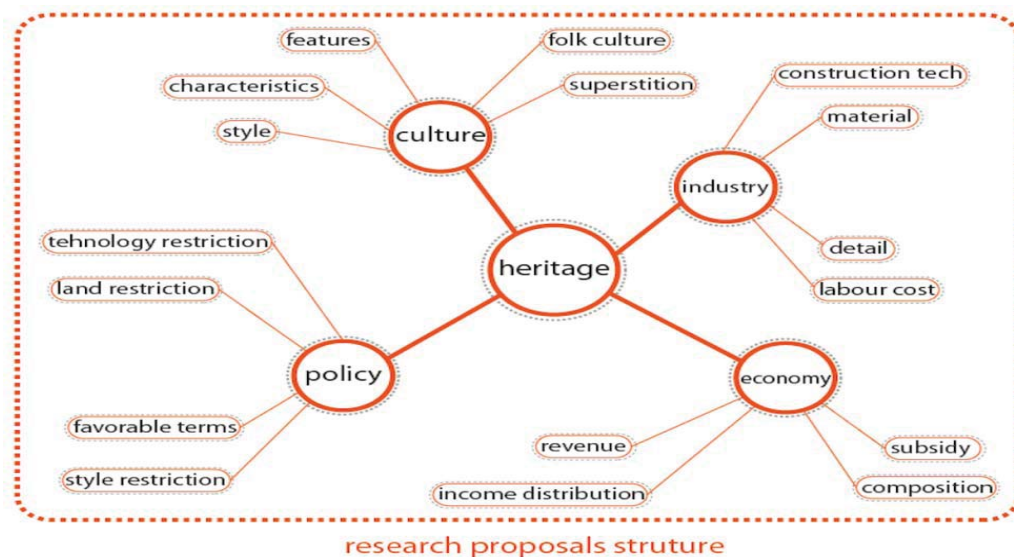 features
folk culture
characteristics
superstition
style
culture
construction tech
material
industry
detail
labour cost
heritage
tehnology restriction
land restriction
policy
favorable terms
style restriction
economy
revenue
subsidy
income distribution
composition
research proposals struture